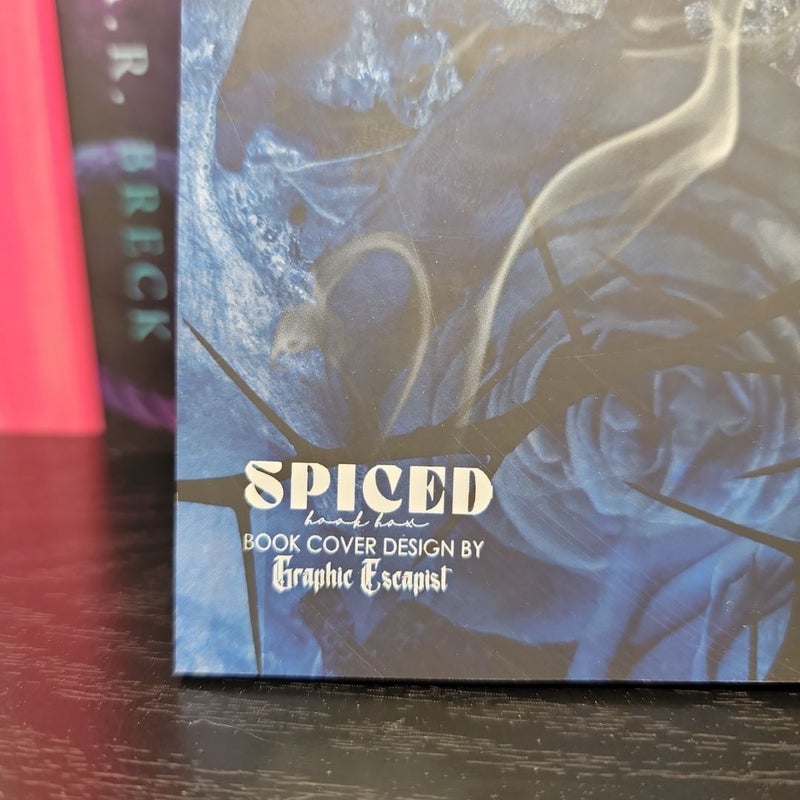 A.R. BRECK
SPICED
book box
BOOK COVER DESIGN BY
Graphic Escapist